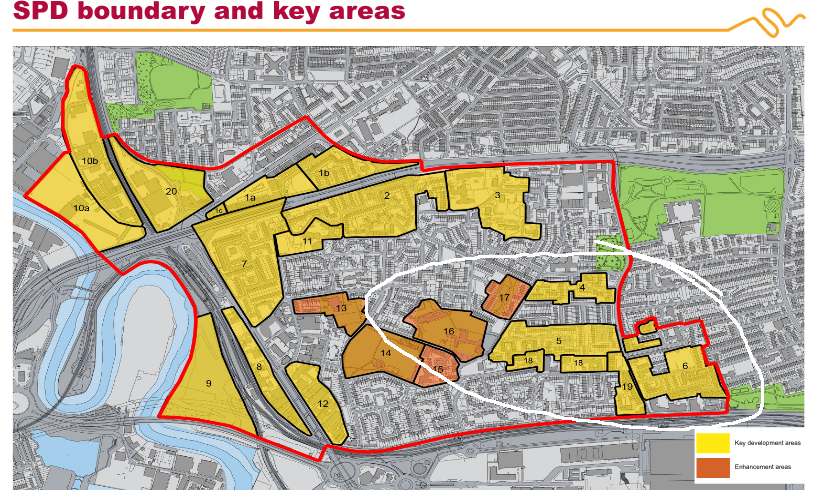 SPD boundary and key areas
10b
20
1b
1a
1c
10a
2
3
11
7
4
17
13
16
5
14
18
18
15
8
6
9
19
12
Key development areas
Enhancement areas